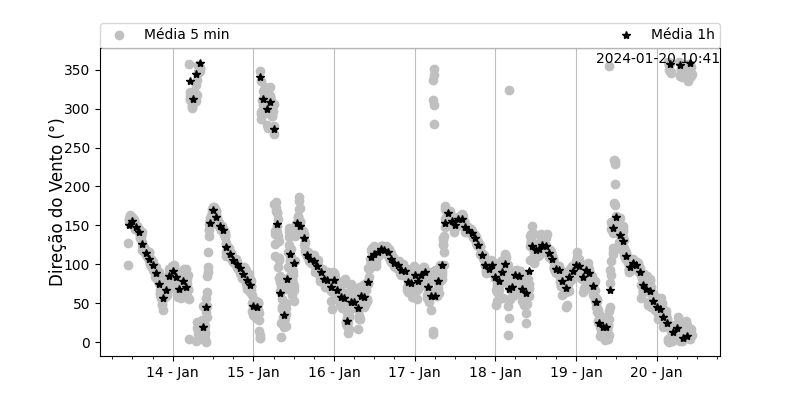 Média 5 min
Média 1h
2024-01-20 10:41
Direção do Vento (°)
350
300
250
200
150
100
50
0
14 - Jan
15 - Jan
16 - Jan
17 - Jan
18 - Jan
19 - Jan
20 - Jan